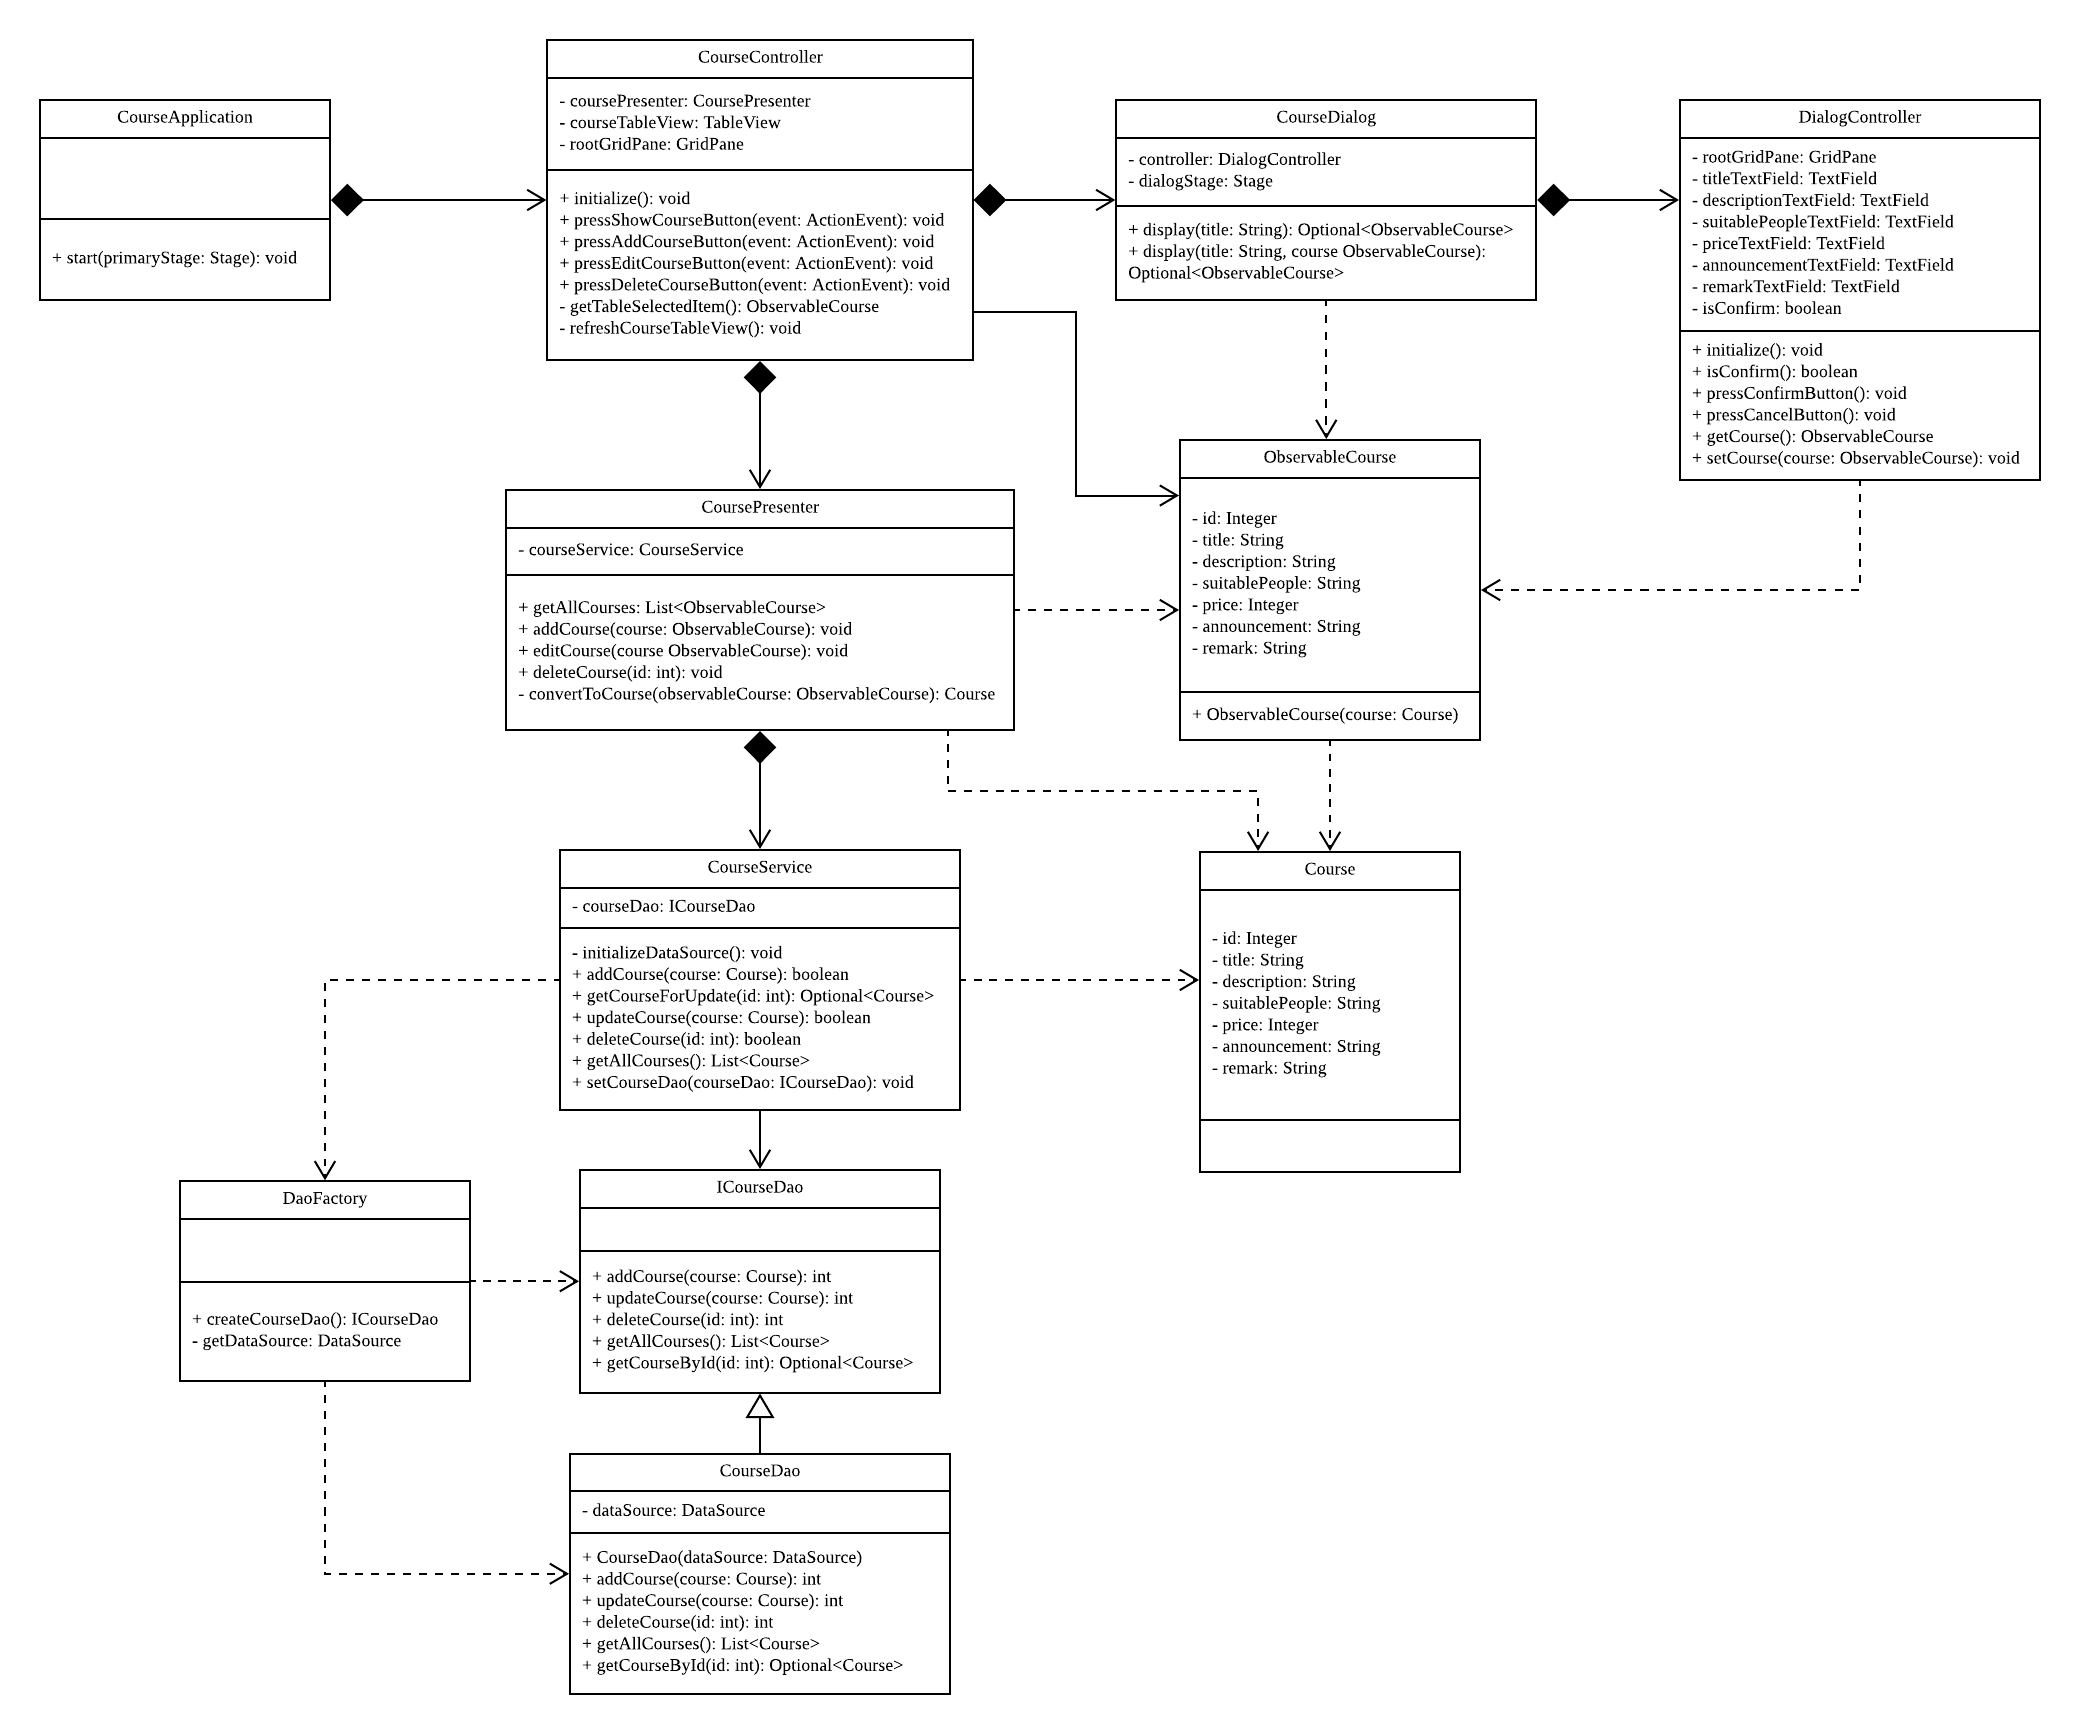 CourseController
- coursePresenter: CoursePresenter
- courseTableView: TableView
- rootGridPane: GridPane
+ initialize(): void
+ pressShowCourseButton(event: ActionEvent): void
+ pressAddCourseButton(event: ActionEvent): void
+ pressEditCourseButton(event: ActionEvent): void
+ pressDeleteCourseButton(event: ActionEvent): void
- getTableSelectedItem(): ObservableCourse
- refreshCourseTableView(): void
CourseApplication
+ start(primaryStage: Stage): void
CourseDialog
- controller: DialogController
- dialogStage: Stage
+ display(title: String): Optional<ObservableCourse>
+ display(title: String, course ObservableCourse):
Optional<ObservableCourse>
DialogController
- rootGridPane: GridPane
- titleTextField: TextField
- descriptionTextField: TextField
- suitablePeopleTextField: TextField
- priceTextField: TextField
- announcementTextField: TextField
- remarkTextField: TextField
- isConfirm: boolean
+ initialize(): void
+ isConfirm(): boolean
+ pressConfirmButton(): void
+ pressCancelButton(): void
+ getCourse(): ObservableCourse
+ setCourse(course: ObservableCourse): void
CoursePresenter
- courseService: CourseService
+ getAllCourses: List<ObservableCourse>
+ addCourse(course: ObservableCourse): void
+ editCourse(course ObservableCourse): void
+ deleteCourse(id: int): void
- convertToCourse(observableCourse: ObservableCourse): Course
ObservableCourse
- id: Integer
- title: String
- description: String
- suitablePeople: String
- price: Integer
- announcement: String
- remark: String
+ ObservableCourse(course: Course)
CourseService
- courseDao: ICourseDao
- initializeDataSource(): void
+ addCourse(course: Course): boolean
+ getCourseForUpdate(id: int): Optional<Course>
+ updateCourse(course: Course): boolean
+ deleteCourse(id: int): boolean
+ getAllCourses(): List<Course>
+ setCourseDao(courseDao: ICourseDao): void
Course
- id: Integer
- title: String
- description: String
- suitablePeople: String
- price: Integer
- announcement: String
- remark: String
DaoFactory
+ createCourseDao(): ICourseDao
- getDataSource: DataSource
ICourseDao
+ addCourse(course: Course): int
+ updateCourse(course: Course): int
+ deleteCourse(id: int): int
+ getAllCourses(): List<Course>
+ getCourseById(id: int): Optional<Course>
CourseDao
- dataSource: DataSource
+ CourseDao(dataSource: DataSource)
+ addCourse(course: Course): int
+ updateCourse(course: Course): int
+ deleteCourse(id: int): int
+ getAllCourses(): List<Course>
+ getCourseById(id: int): Optional<Course>